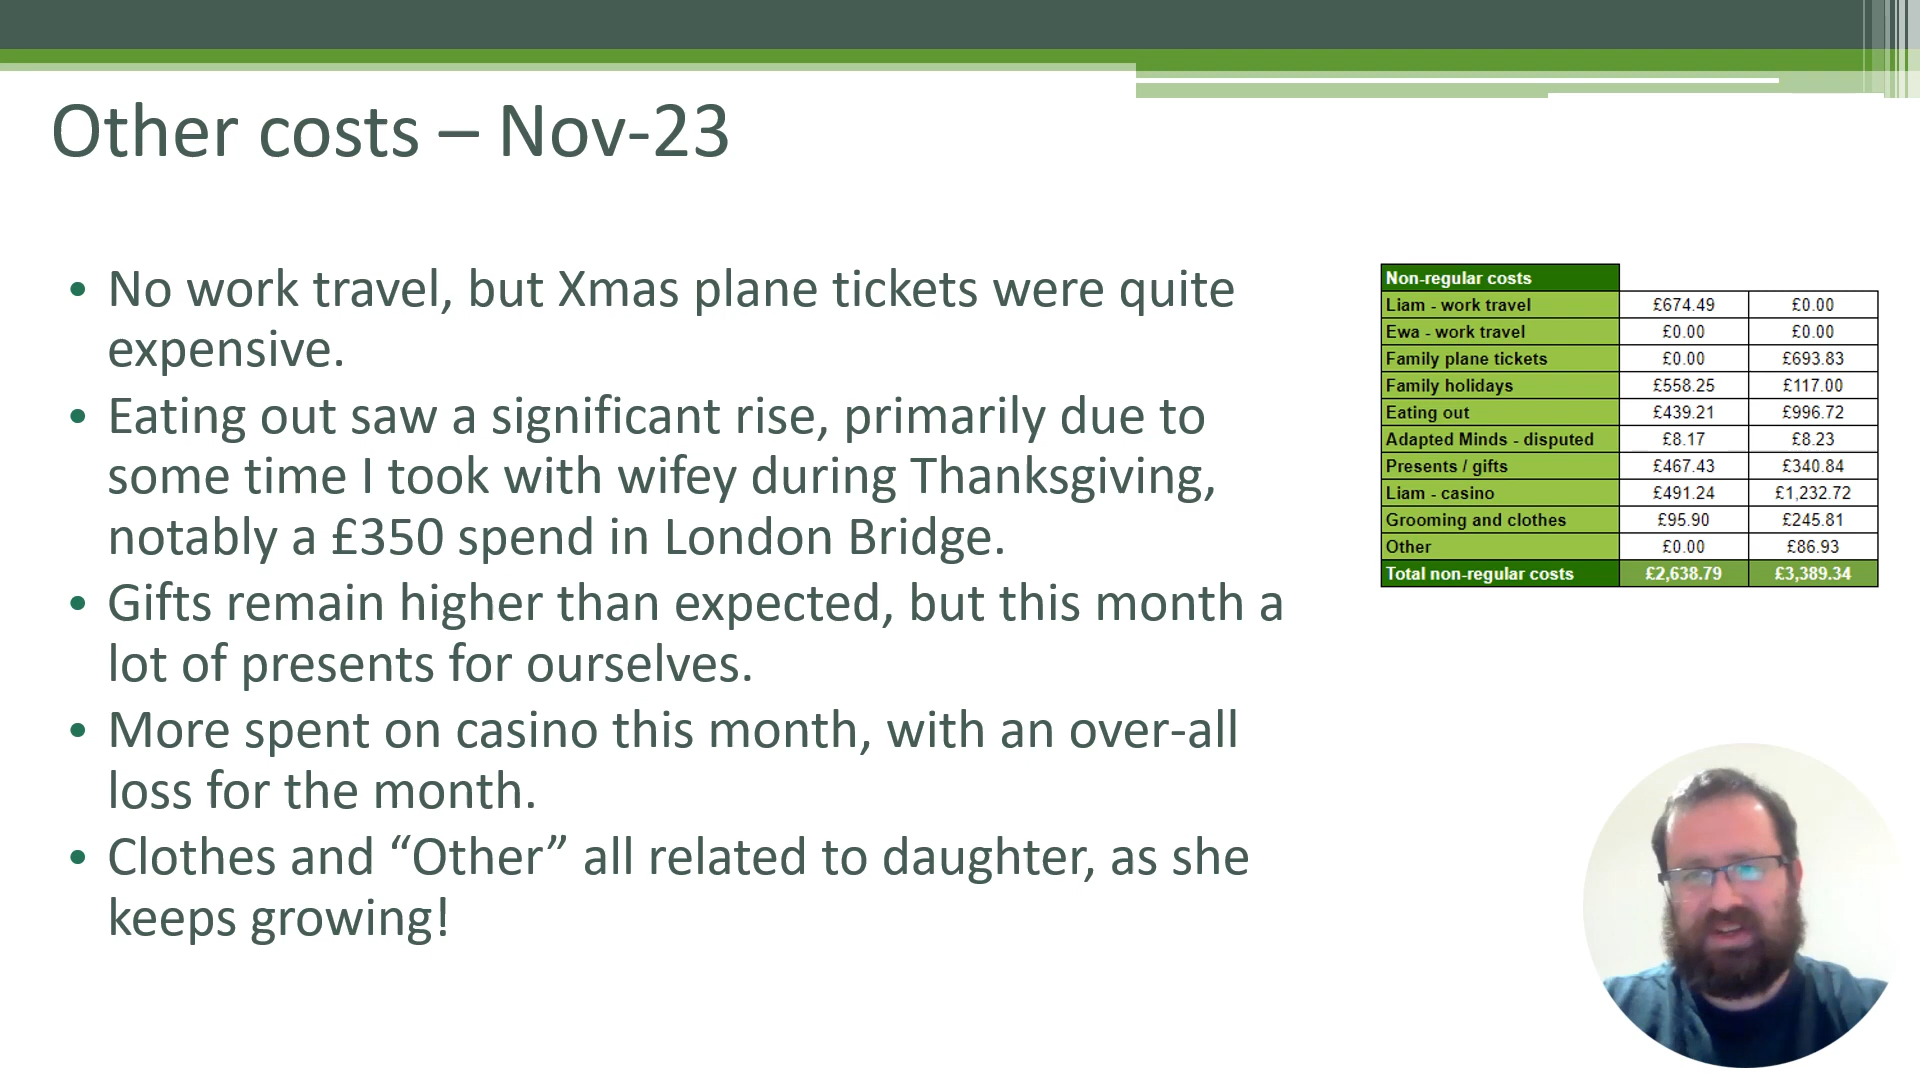 Other costs – Nov-23
• No work travel, but Xmas plane tickets were quite
expensive.
• Eating out saw a significant rise, primarily due to
some time I took with wifey during Thanksgiving,
notably a £350 spend in London Bridge.
• Gifts remain higher than expected, but this month a
lot of presents for ourselves.
• More spent on casino this month, with an over-all
loss for the month.
• Clothes and “Other” all related to daughter, as she
keeps growing!
Non-regular costs
Liam - work travel £674.49 £0.00
Ewa - work travel £0.00 £0.00
Family plane tickets £0.00 £693.83
Family holidays £558.25 £117.00
Eating out £439.21 £996.72
Adapted Minds - disputed £8.17 £8.23
Presents / gifts £467.43 £340.84
Liam - casino £491.24 £1,232.72
Grooming and clothes £95.90 £245.81
Other £0.00 £86.93
Total non-regular costs £2,638.79 £3,389.34